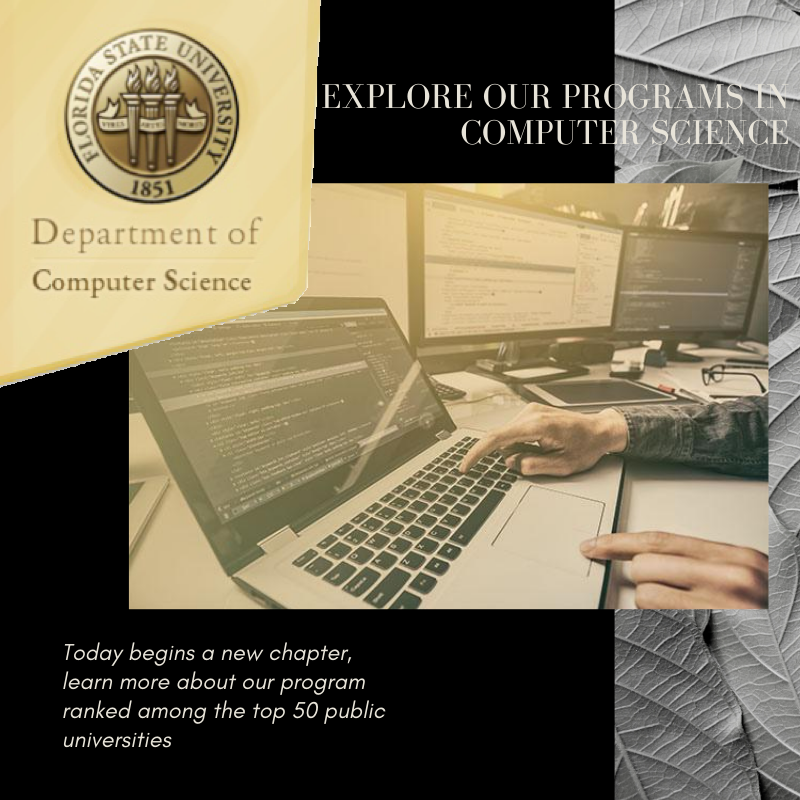 FLORIDA STATE UNIVERSITY
VIRES ARTES MORES
1851
Department of
Computer Science
EXPLORE OUR PROGRAMS IN
COMPUTER SCIENCE
Today begins a new chapter,
learn more about our program
ranked among the top 50 public
universities